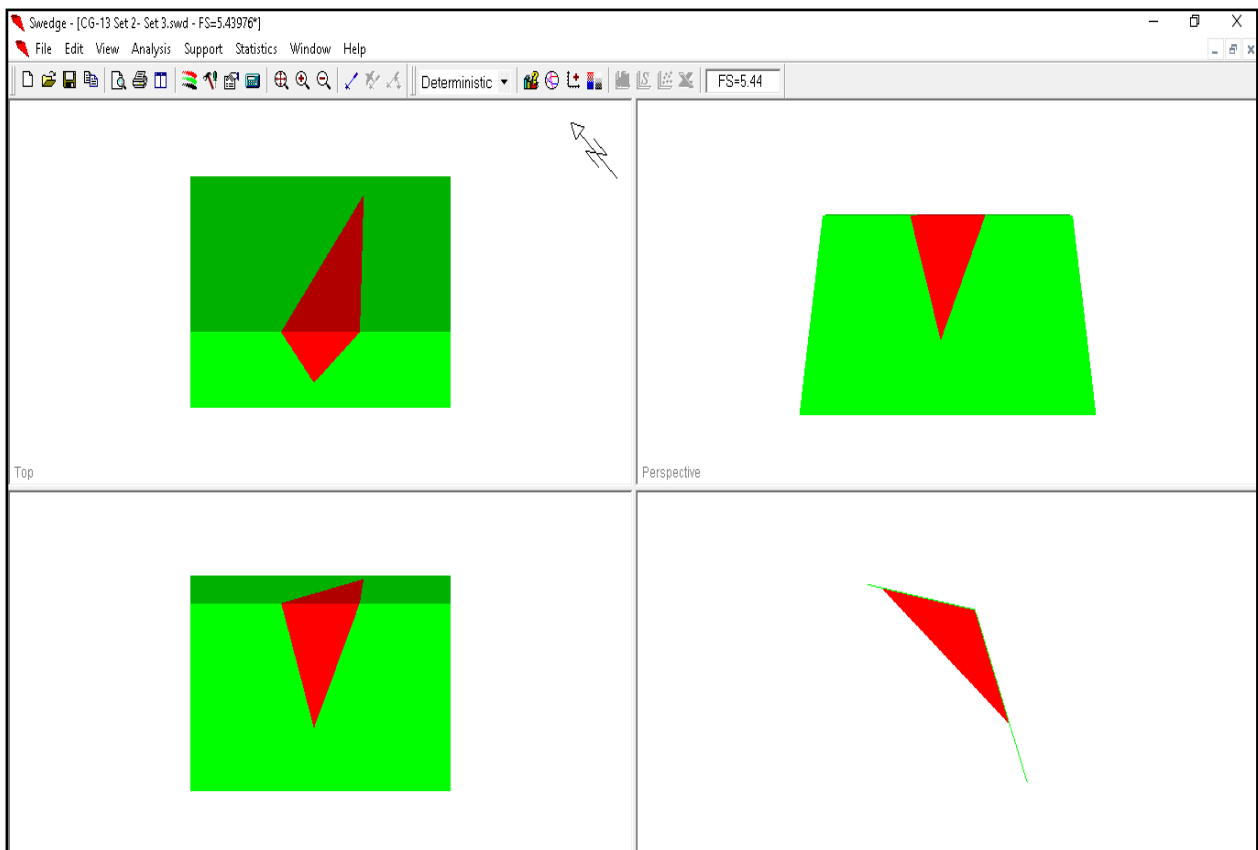 Swedge - [CG-13 Set 2- Set 3.swd - FS=5.43976*]
File Edit View Analysis Support Statistics Window Help
Deterministic FS=5.44
N
Top
Perspective